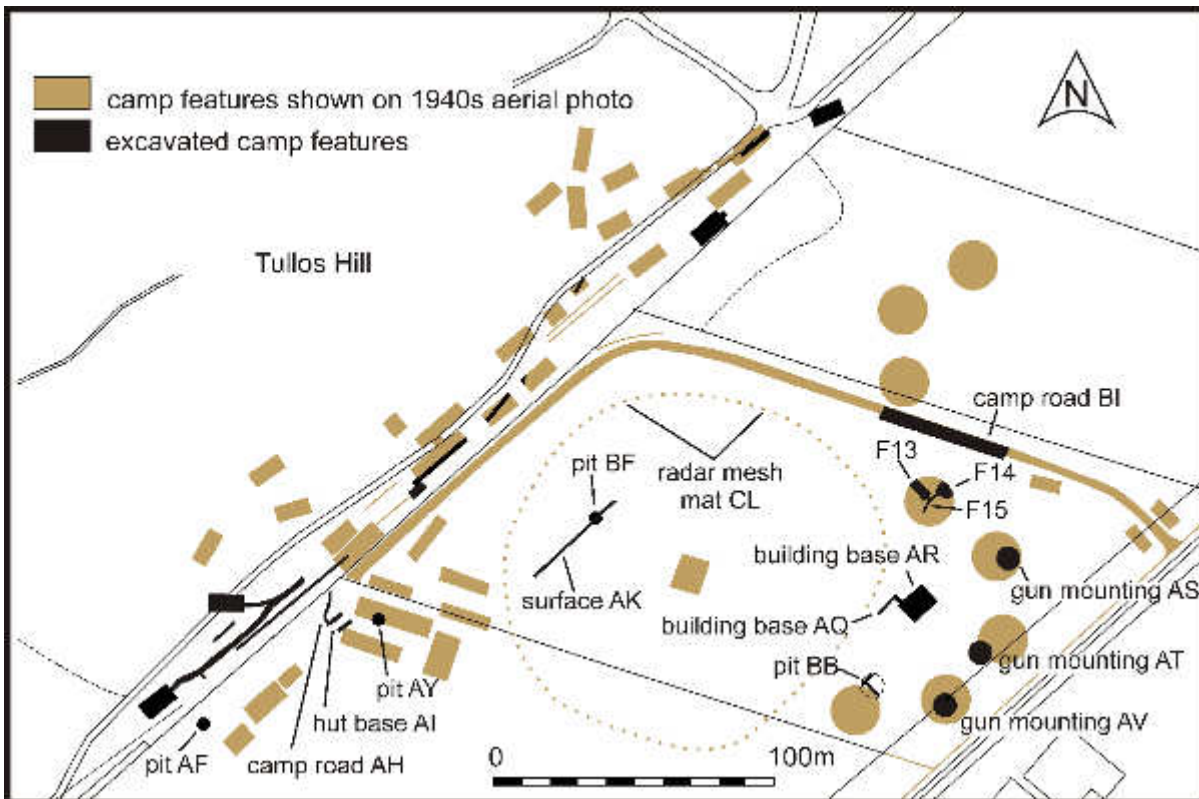 camp features shown on 1940s aerial photo
excavated camp features
N
Tullos Hill
camp road BI
F13
F14
F15
pit BF
radar mesh
mat CL
building base AR
surface AK
gun mounting AS
building base AQ
pit BB
gun mounting AT
pit AY
gun mounting AV
hut base AI
pit AF
camp road AH
0
100m